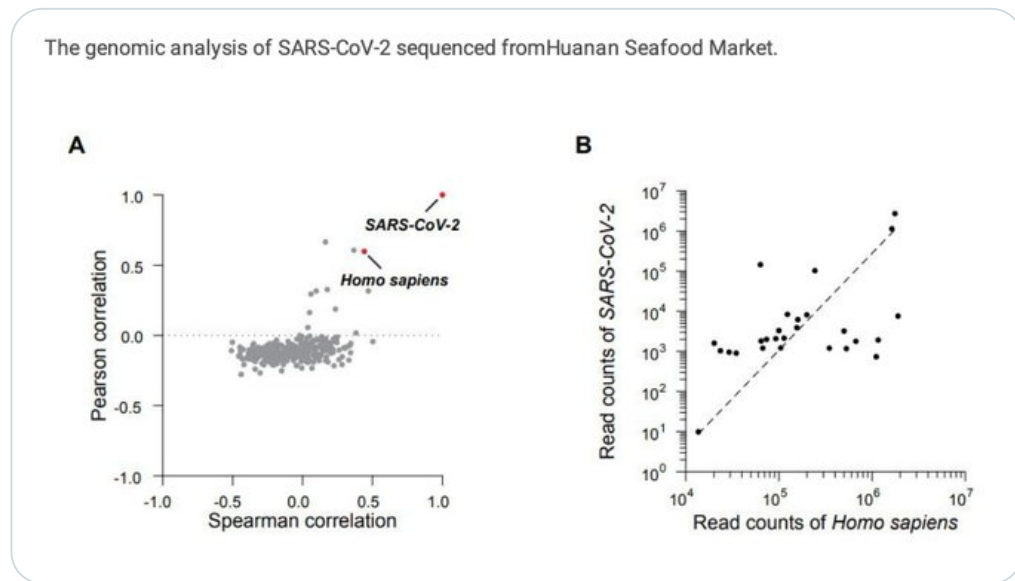 The genomic analysis of SARS-CoV-2 sequenced fromHuanan Seafood Market.
A
1.0
0.5
0.0
-0.5
-1.0
-1.0 -0.5 0.0 0.5 1.0
Pearson correlation
Spearman correlation
SARS-CoV-2
Homo sapiens
B
10⁷
10⁶
10⁵
10⁴
10³
10²
10¹
10⁰
10⁴ 10⁵ 10⁶ 10⁷
Read counts of SARS-CoV-2
Read counts of Homo sapiens